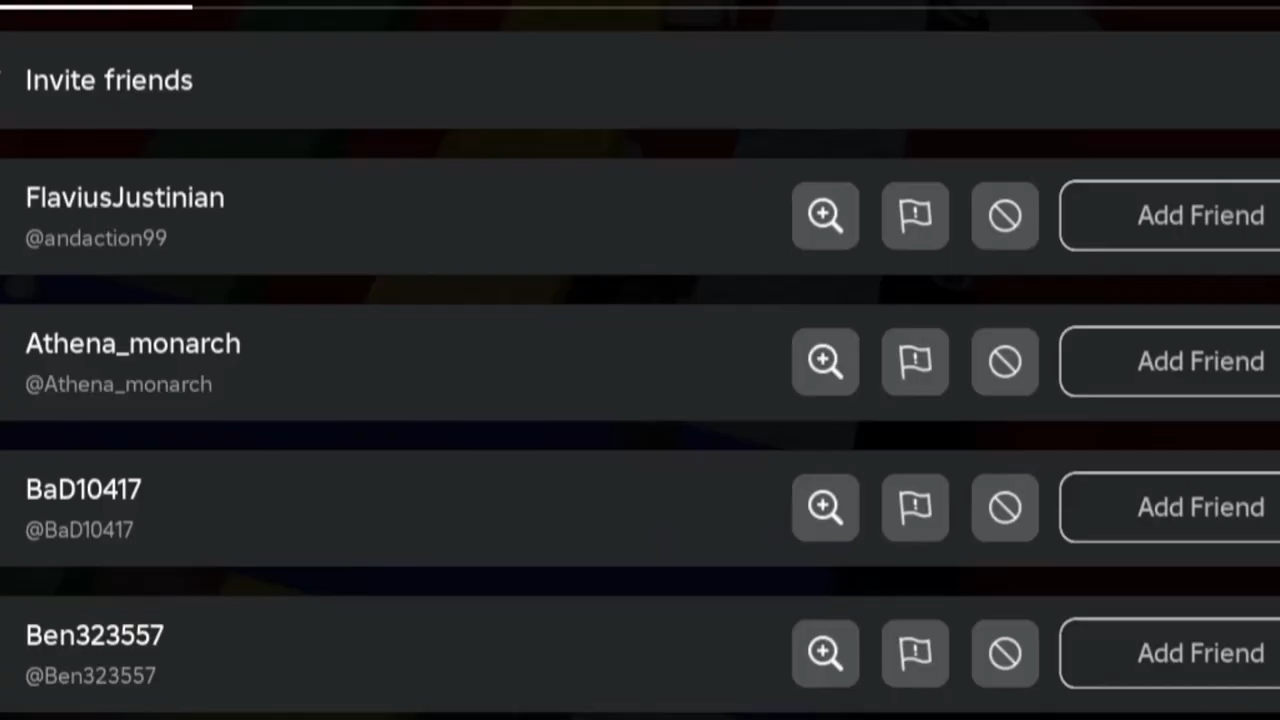 Invite friends
FlaviusJustinian
@andaction99
Add Friend
Athena_monarch
@Athena_monarch
Add Friend
BaD10417
@BaD10417
Add Friend
Ben323557
@Ben323557
Add Friend